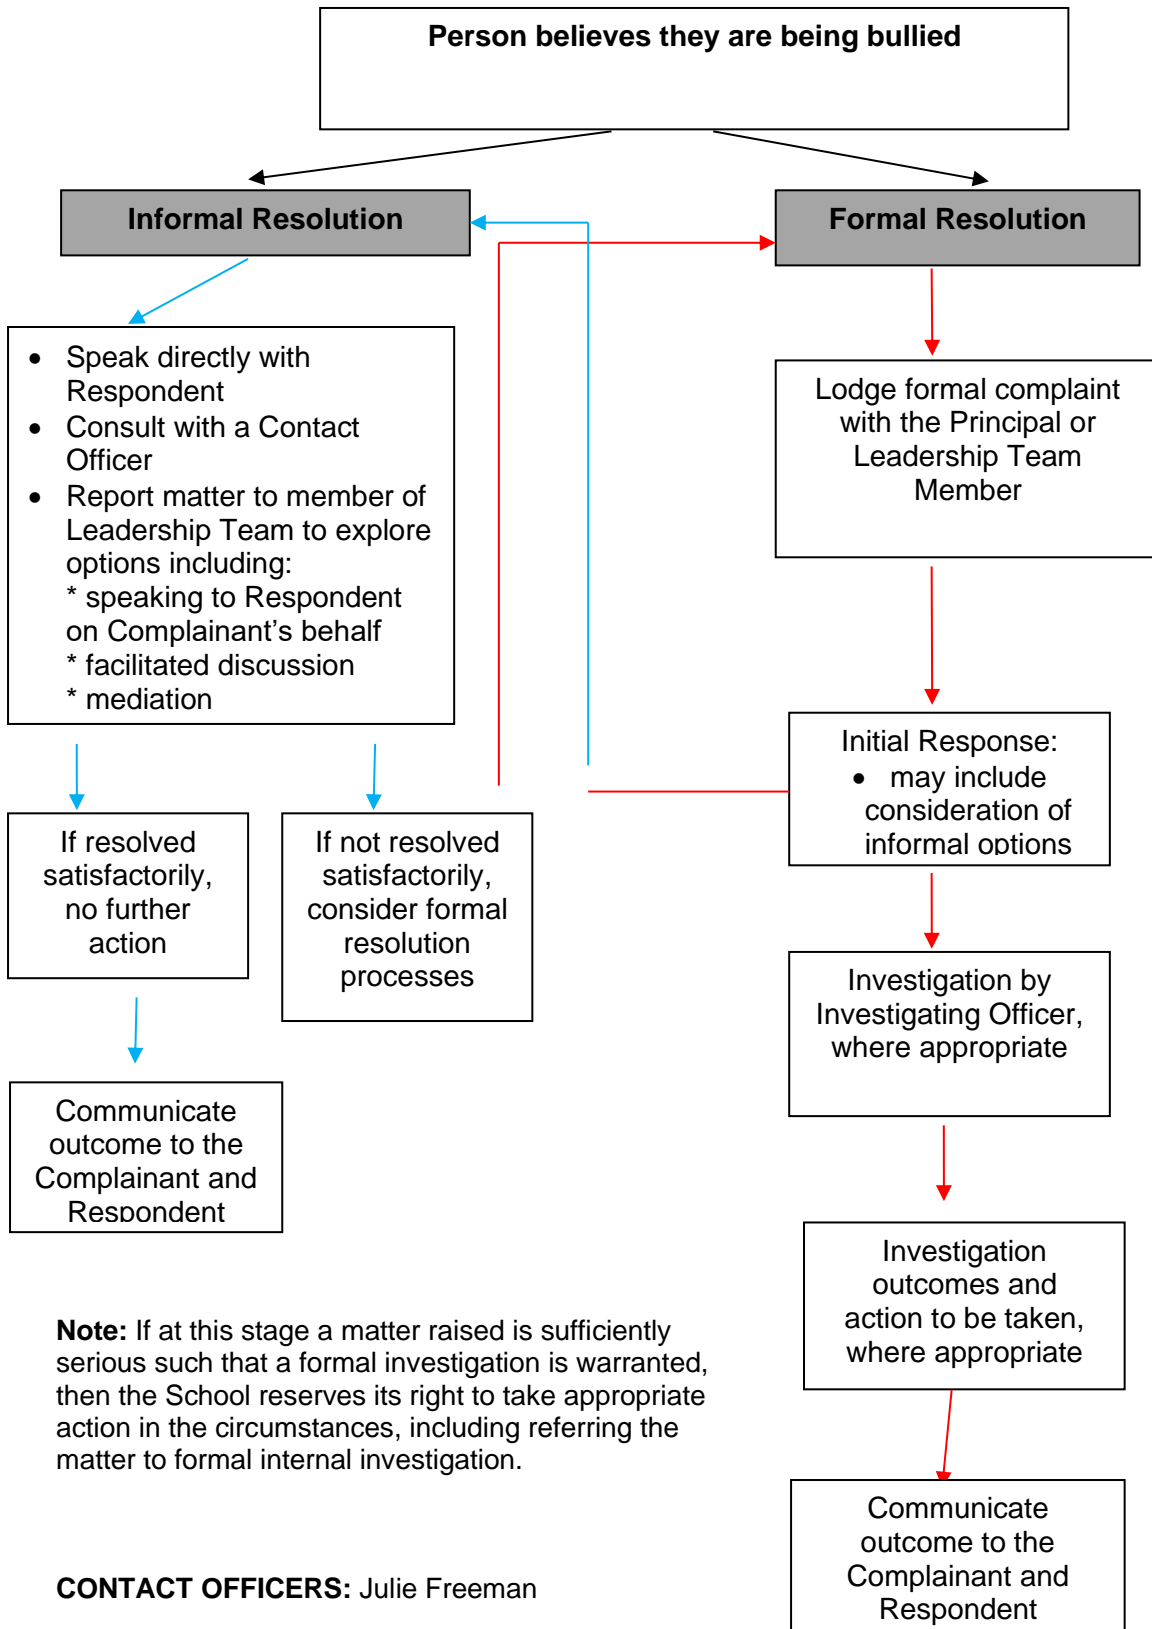 Person believes they are being bullied
Informal Resolution
Formal Resolution
• Speak directly with
Respondent
• Consult with a Contact
Officer
• Report matter to member of
Leadership Team to explore
options including:
* speaking to Respondent
on Complainant’s behalf
* facilitated discussion
* mediation
Lodge formal complaint
with the Principal or
Leadership Team
Member
Initial Response:
• may include
consideration of
informal options
If resolved
satisfactorily,
no further
action
If not resolved
satisfactorily,
consider formal
resolution
processes
Investigation by
Investigating Officer,
where appropriate
Communicate
outcome to the
Complainant and
Respondent
Investigation
outcomes and
action to be taken,
where appropriate
Note: If at this stage a matter raised is sufficiently
serious such that a formal investigation is warranted,
then the School reserves its right to take appropriate
action in the circumstances, including referring the
matter to formal internal investigation.
Communicate
outcome to the
Complainant and
Respondent
CONTACT OFFICERS: Julie Freeman